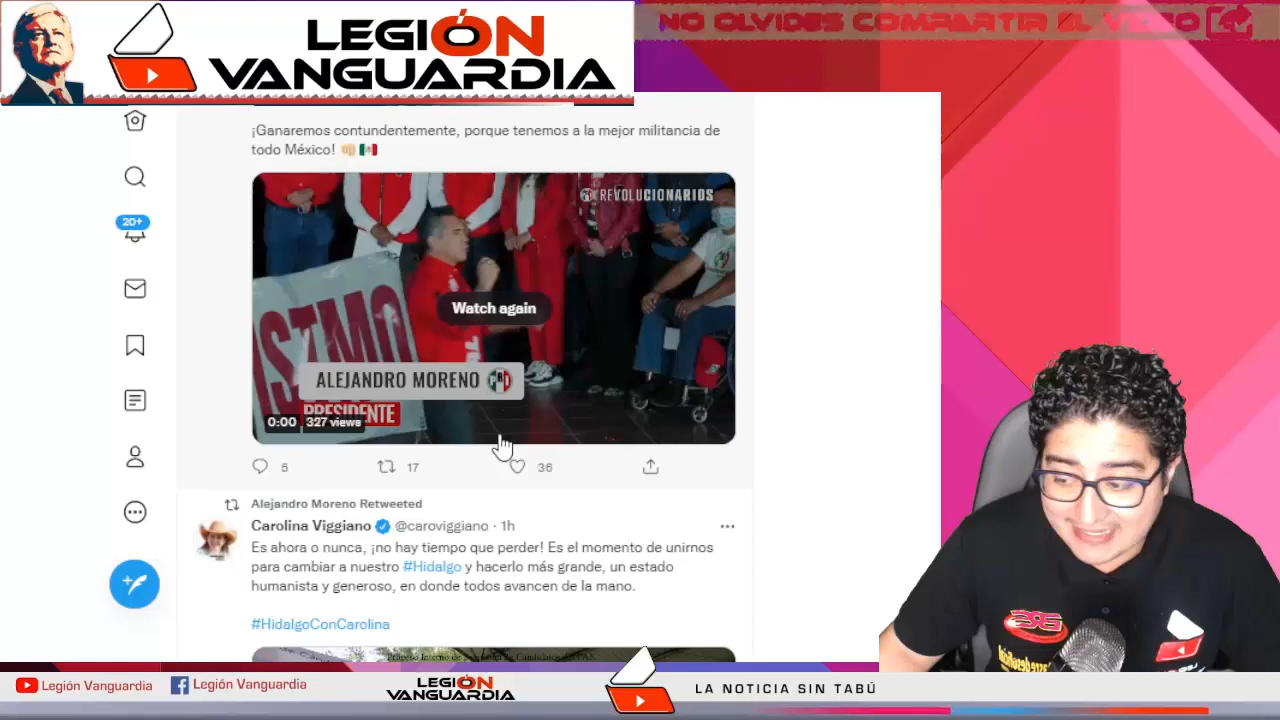 LEGIÓN
VANGUARDIA
NO OLVIDES COMPARTIR EL VIDEO
¡Ganaremos contundentemente, porque tenemos a la mejor militancia de
todo México! 👊🏻🇲🇽
20+
REVOLUCIONARIOS
Watch again
ALEJANDRO MORENO PRI
PRESIDENTE
0:00 327 views
5 17 36
Alejandro Moreno Retweeted
Carolina Viggiano @caroviggiano · 1h
Es ahora o nunca, ¡no hay tiempo que perder! Es el momento de unirnos
para cambiar a nuestro #Hidalgo y hacerlo más grande, un estado
humanista y generoso, en donde todos avancen de la mano.
#HidalgoConCarolina
Legión Vanguardia
Legión Vanguardia
LEGIÓN
VANGUARDIA
LA NOTICIA SIN TABÚ